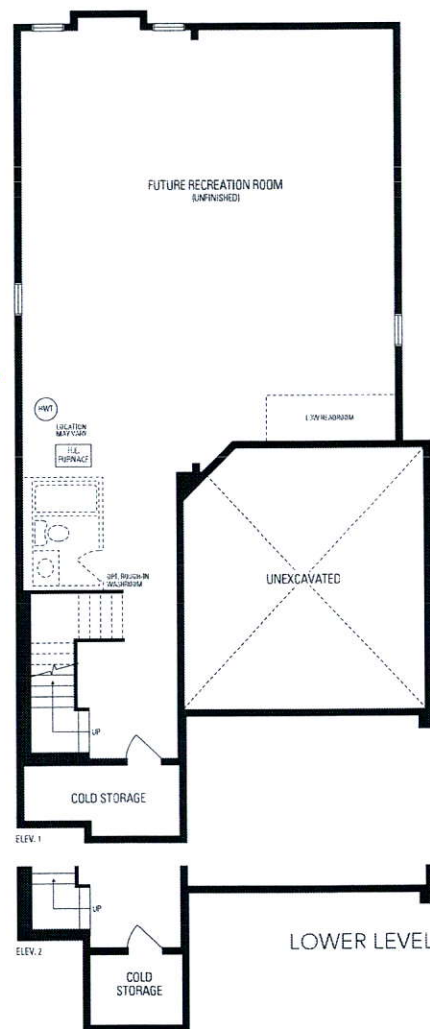 FUTURE RECREATION ROOM
(UNFINISHED)
LOW HEADROOM
HWT
LOCATION
MAY VARY
H.E.
FURNACE
OPT. ROUGH-IN
WASHROOM
UNEXCAVATED
UP
COLD STORAGE
ELEV. 1
UP
ELEV. 2
COLD
STORAGE
LOWER LEVEL